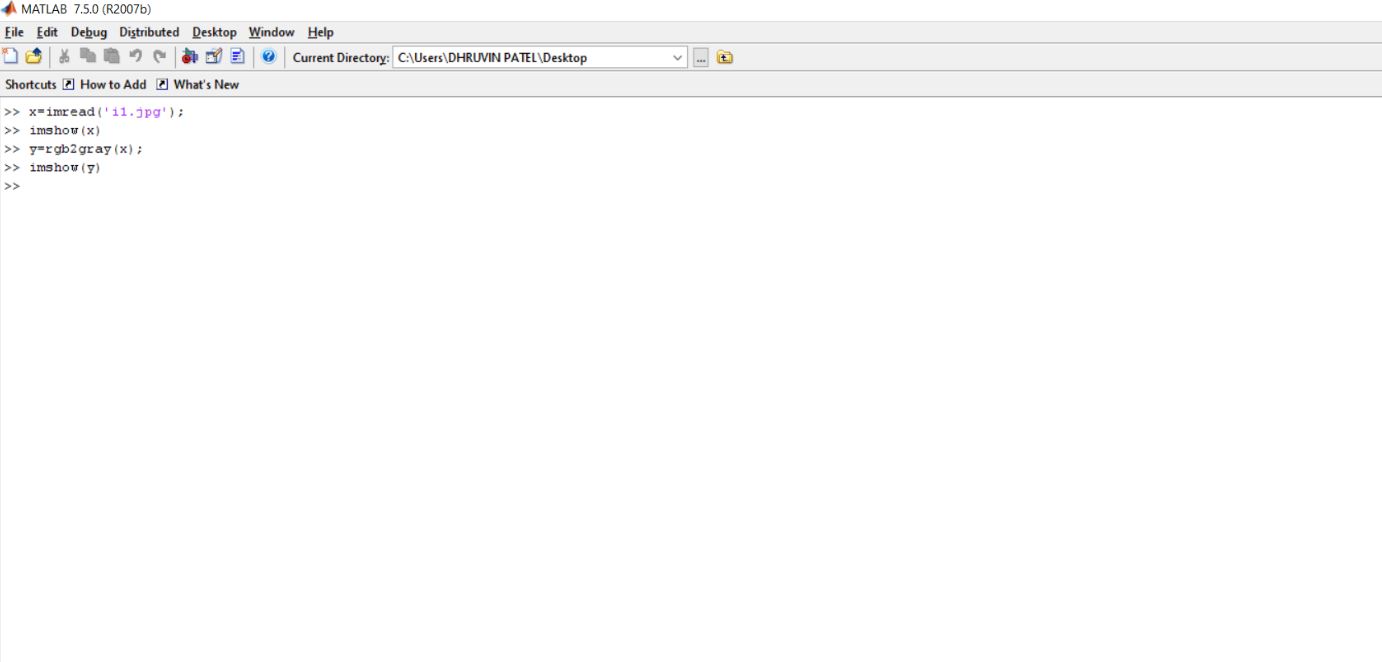 MATLAB 7.5.0 (R2007b)
File Edit Debug Distributed Desktop Window Help
Current Directory: C:\Users\DHRUVIN PATEL\Desktop ...
Shortcuts How to Add What's New
>> x=imread('i1.jpg');
>> imshow(x)
>> y=rgb2gray(x);
>> imshow(y)
>>